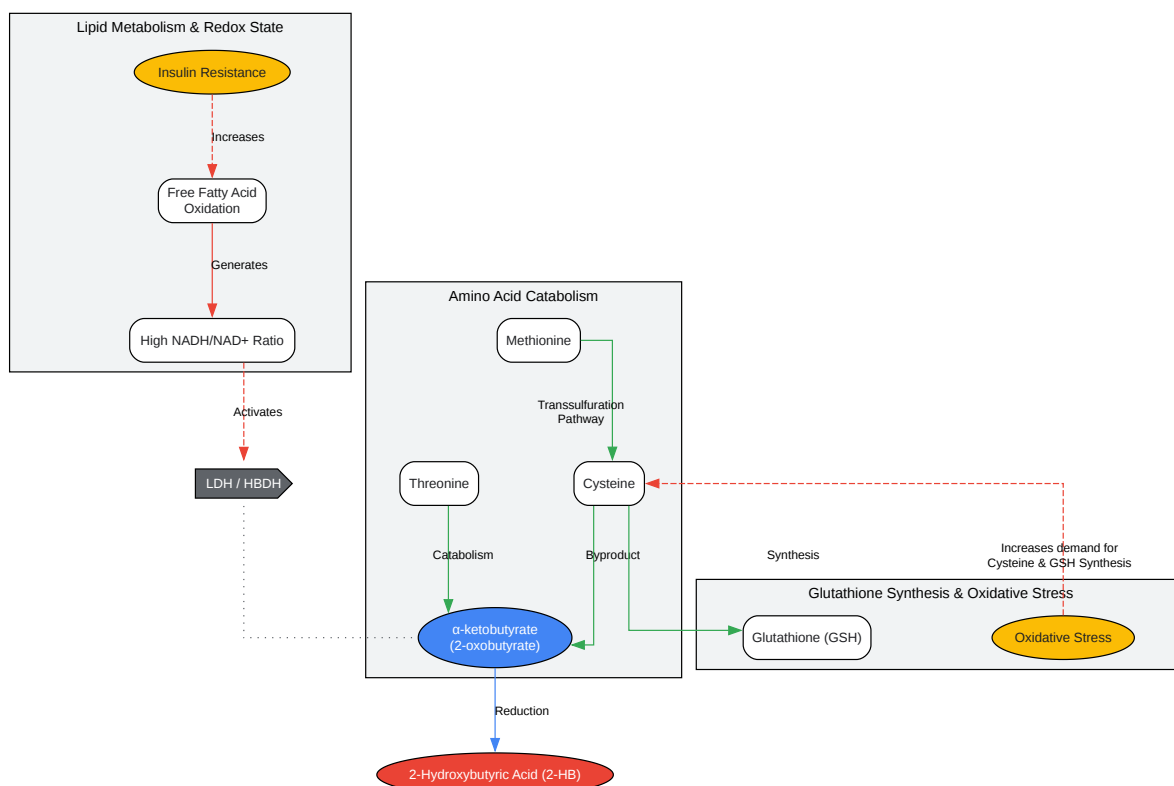 Lipid Metabolism & Redox State
Insulin Resistance
Increases
Free Fatty Acid
Oxidation
Generates
High NADH/NAD+ Ratio
Activates
LDH / HBDH
Amino Acid Catabolism
Methionine
Transsulfuration
Pathway
Threonine
Cysteine
Catabolism
Byproduct
α-ketobutyrate
(2-oxobutyrate)
Reduction
2-Hydroxybutyric Acid (2-HB)
Synthesis
Increases demand for
Cysteine & GSH Synthesis
Glutathione Synthesis & Oxidative Stress
Glutathione (GSH)
Oxidative Stress